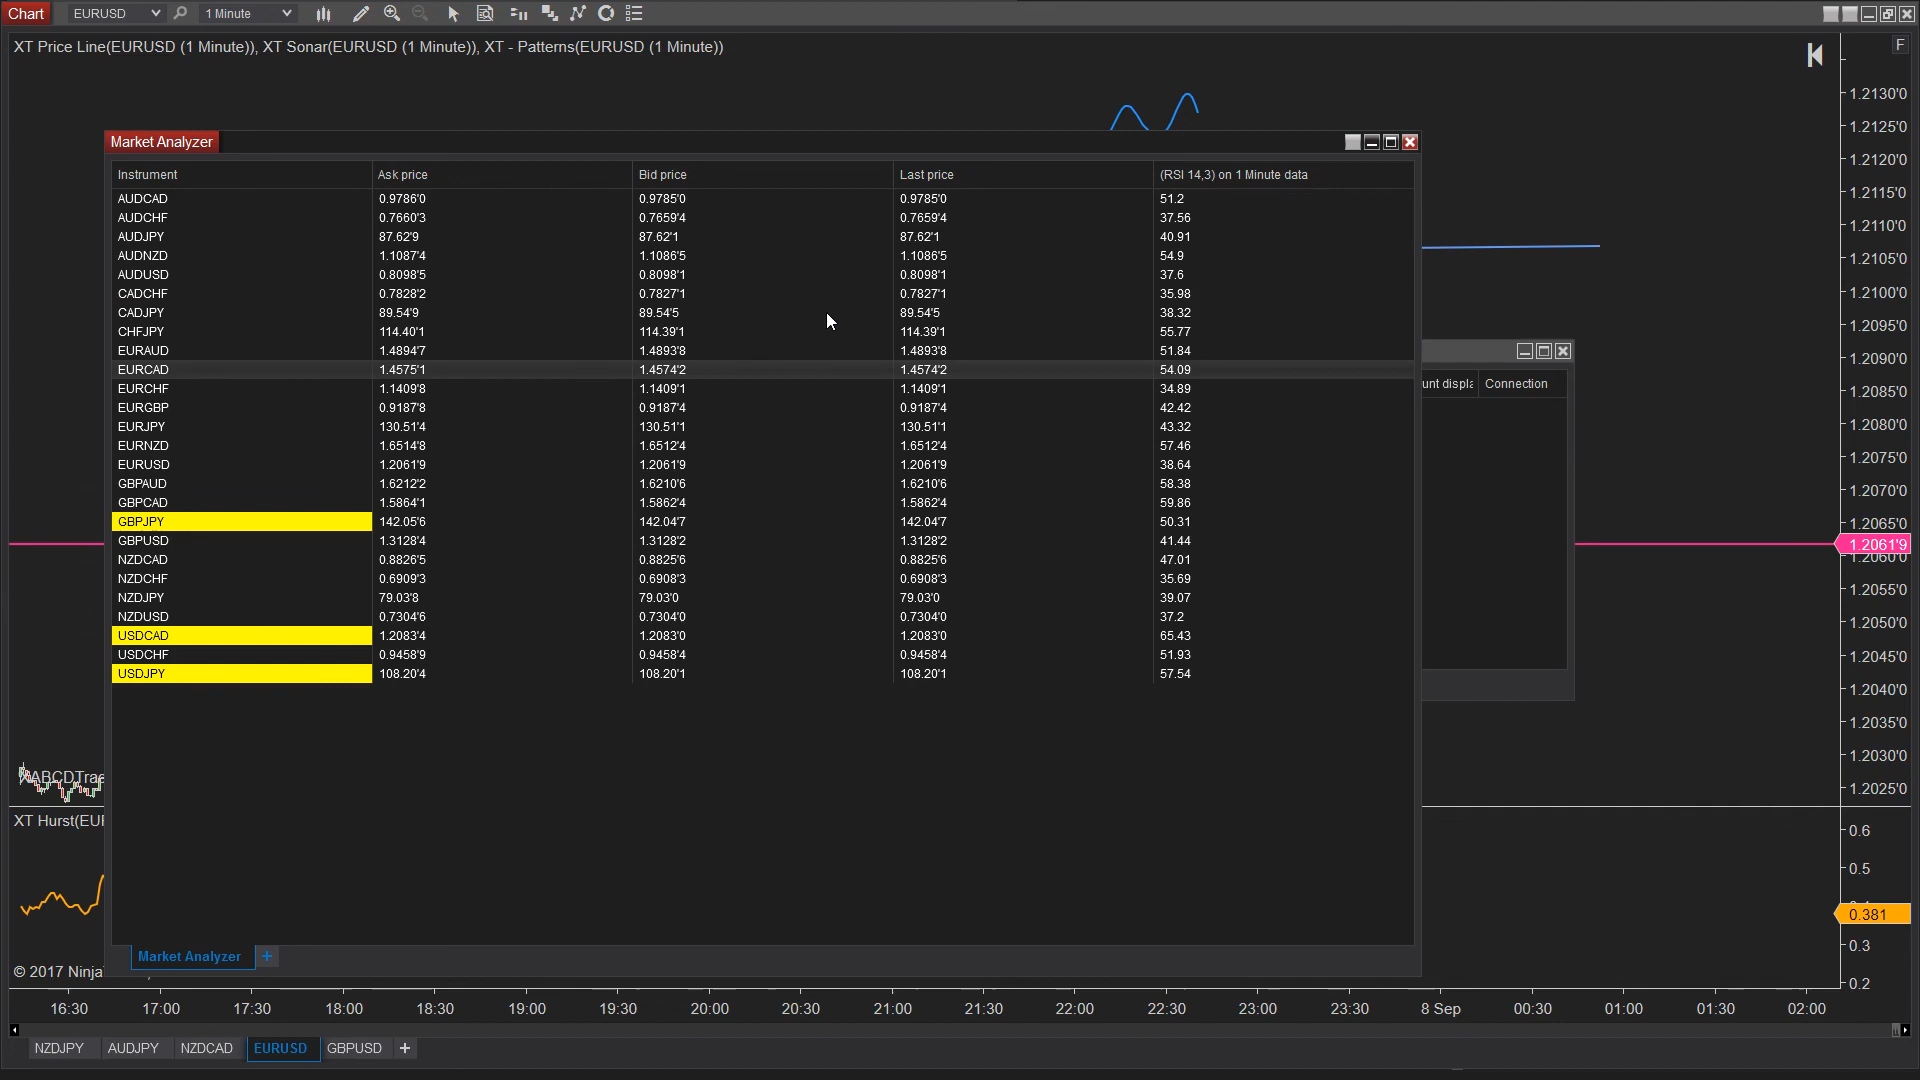 Chart EURUSD 1 Minute
XT Price Line(EURUSD (1 Minute)), XT Sonar(EURUSD (1 Minute)), XT - Patterns(EURUSD (1 Minute))
F
Market Analyzer
Instrument Ask price Bid price Last price (RSI 14,3) on 1 Minute data
AUDCAD 0.9786'0 0.9785'0 0.9785'0 51.2
AUDCHF 0.7660'3 0.7659'4 0.7659'4 37.56
AUDJPY 87.62'9 87.62'1 87.62'1 40.91
AUDNZD 1.1087'4 1.1086'5 1.1086'5 54.9
AUDUSD 0.8098'5 0.8098'1 0.8098'1 37.6
CADCHF 0.7828'2 0.7827'1 0.7827'1 35.98
CADJPY 89.54'9 89.54'5 89.54'5 38.32
CHFJPY 114.40'1 114.39'1 114.39'1 55.77
EURAUD 1.4894'7 1.4893'8 1.4893'8 51.84
EURCAD 1.4575'1 1.4574'2 1.4574'2 54.09
EURCHF 1.1409'8 1.1409'1 1.1409'1 34.89
EURGBP 0.9187'8 0.9187'4 0.9187'4 42.42
EURJPY 130.51'4 130.51'1 130.51'1 43.32
EURNZD 1.6514'8 1.6512'4 1.6512'4 57.46
EURUSD 1.2061'9 1.2061'9 1.2061'9 38.64
GBPAUD 1.6212'2 1.6210'6 1.6210'6 58.38
GBPCAD 1.5864'1 1.5862'4 1.5862'4 59.86
GBPJPY 142.05'6 142.04'7 142.04'7 50.31
GBPUSD 1.3128'4 1.3128'2 1.3128'2 41.44
NZDCAD 0.8826'5 0.8825'6 0.8825'6 47.01
NZDCHF 0.6909'3 0.6908'3 0.6908'3 35.69
NZDJPY 79.03'8 79.03'0 79.03'0 39.07
NZDUSD 0.7304'6 0.7304'0 0.7304'0 37.2
USDCAD 1.2083'4 1.2083'0 1.2083'0 65.43
USDCHF 0.9458'9 0.9458'4 0.9458'4 51.93
USDJPY 108.20'4 108.20'1 108.20'1 57.54
Market Analyzer +
unt displa Connection
1.2130'0
1.2125'0
1.2120'0
1.2115'0
1.2110'0
1.2105'0
1.2100'0
1.2095'0
1.2090'0
1.2085'0
1.2080'0
1.2075'0
1.2070'0
1.2065'0
1.2061'9
1.2060'0
1.2055'0
1.2050'0
1.2045'0
1.2040'0
1.2035'0
1.2030'0
1.2025'0
XABCDTrad
XT Hurst(EUR
0.6
0.5
0.381
0.3
0.2
© 2017 Ninja
16:30 17:00 17:30 18:00 18:30 19:00 19:30 20:00 20:30 21:00 21:30 22:00 22:30 23:00 23:30 8 Sep 00:30 01:00 01:30 02:00
NZDJPY AUDJPY NZDCAD EURUSD GBPUSD +